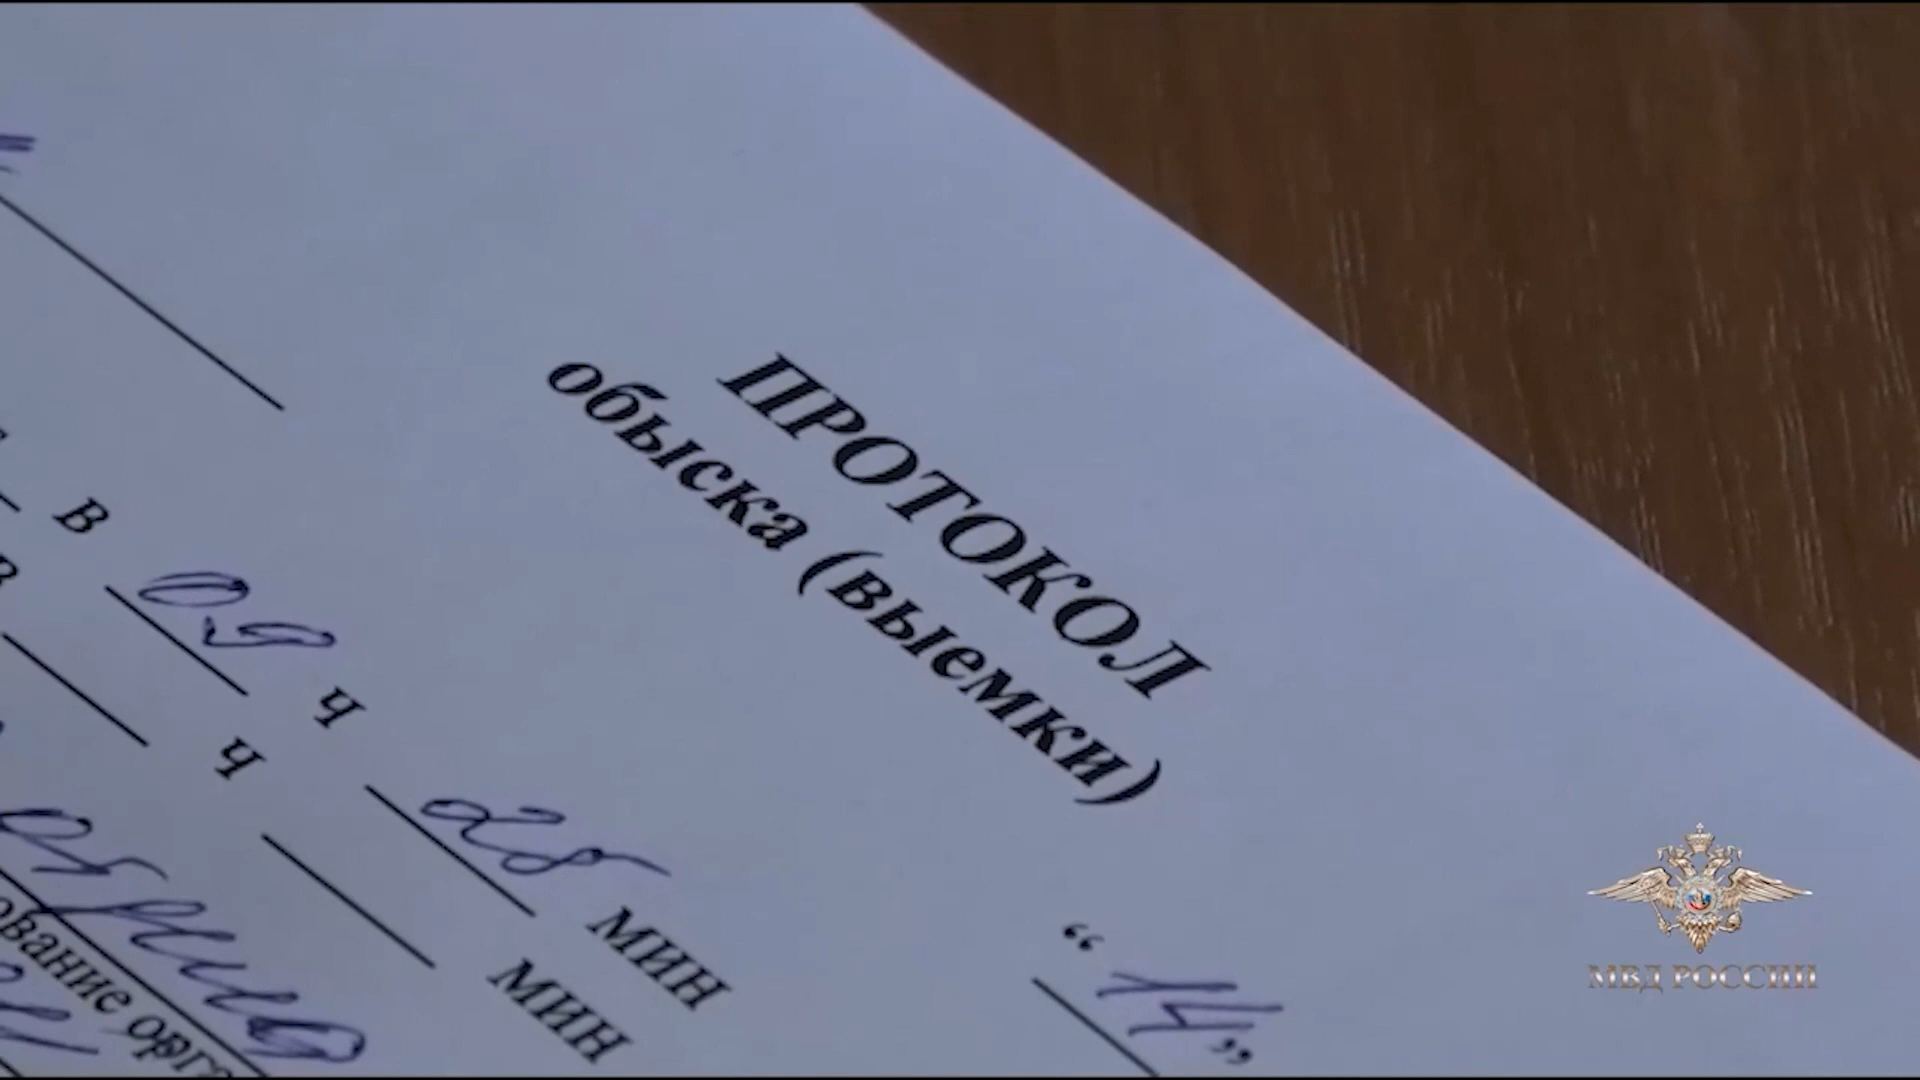 ПРОТОКОЛ
обыска (выемки)
“ 14 ”
в 09 ч 28 мин
в ч мин
МВД РОССИИ